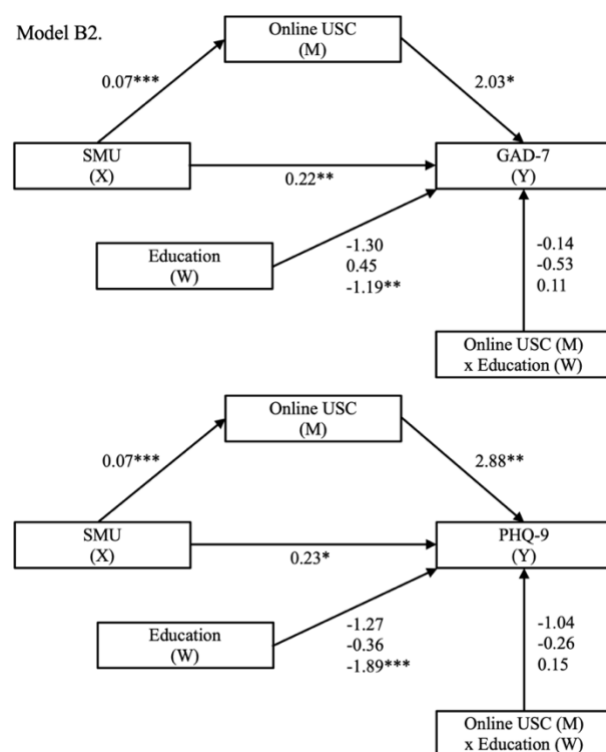 Model B2.
Online USC
(M)
0.07***
2.03*
SMU
(X)
0.22**
GAD-7
(Y)
Education
(W)
-1.30
0.45
-1.19**
-0.14
-0.53
0.11
Online USC (M)
x Education (W)
Online USC
(M)
0.07***
2.88**
SMU
(X)
0.23*
PHQ-9
(Y)
Education
(W)
-1.27
-0.36
-1.89***
-1.04
-0.26
0.15
Online USC (M)
x Education (W)